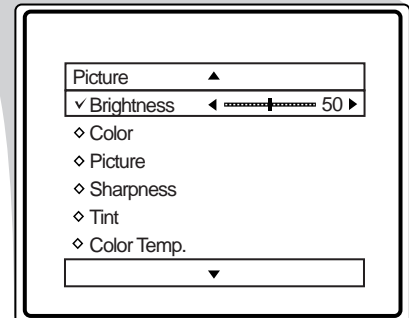 Picture
Brightness 50
Color
Picture
Sharpness
Tint
Color Temp.